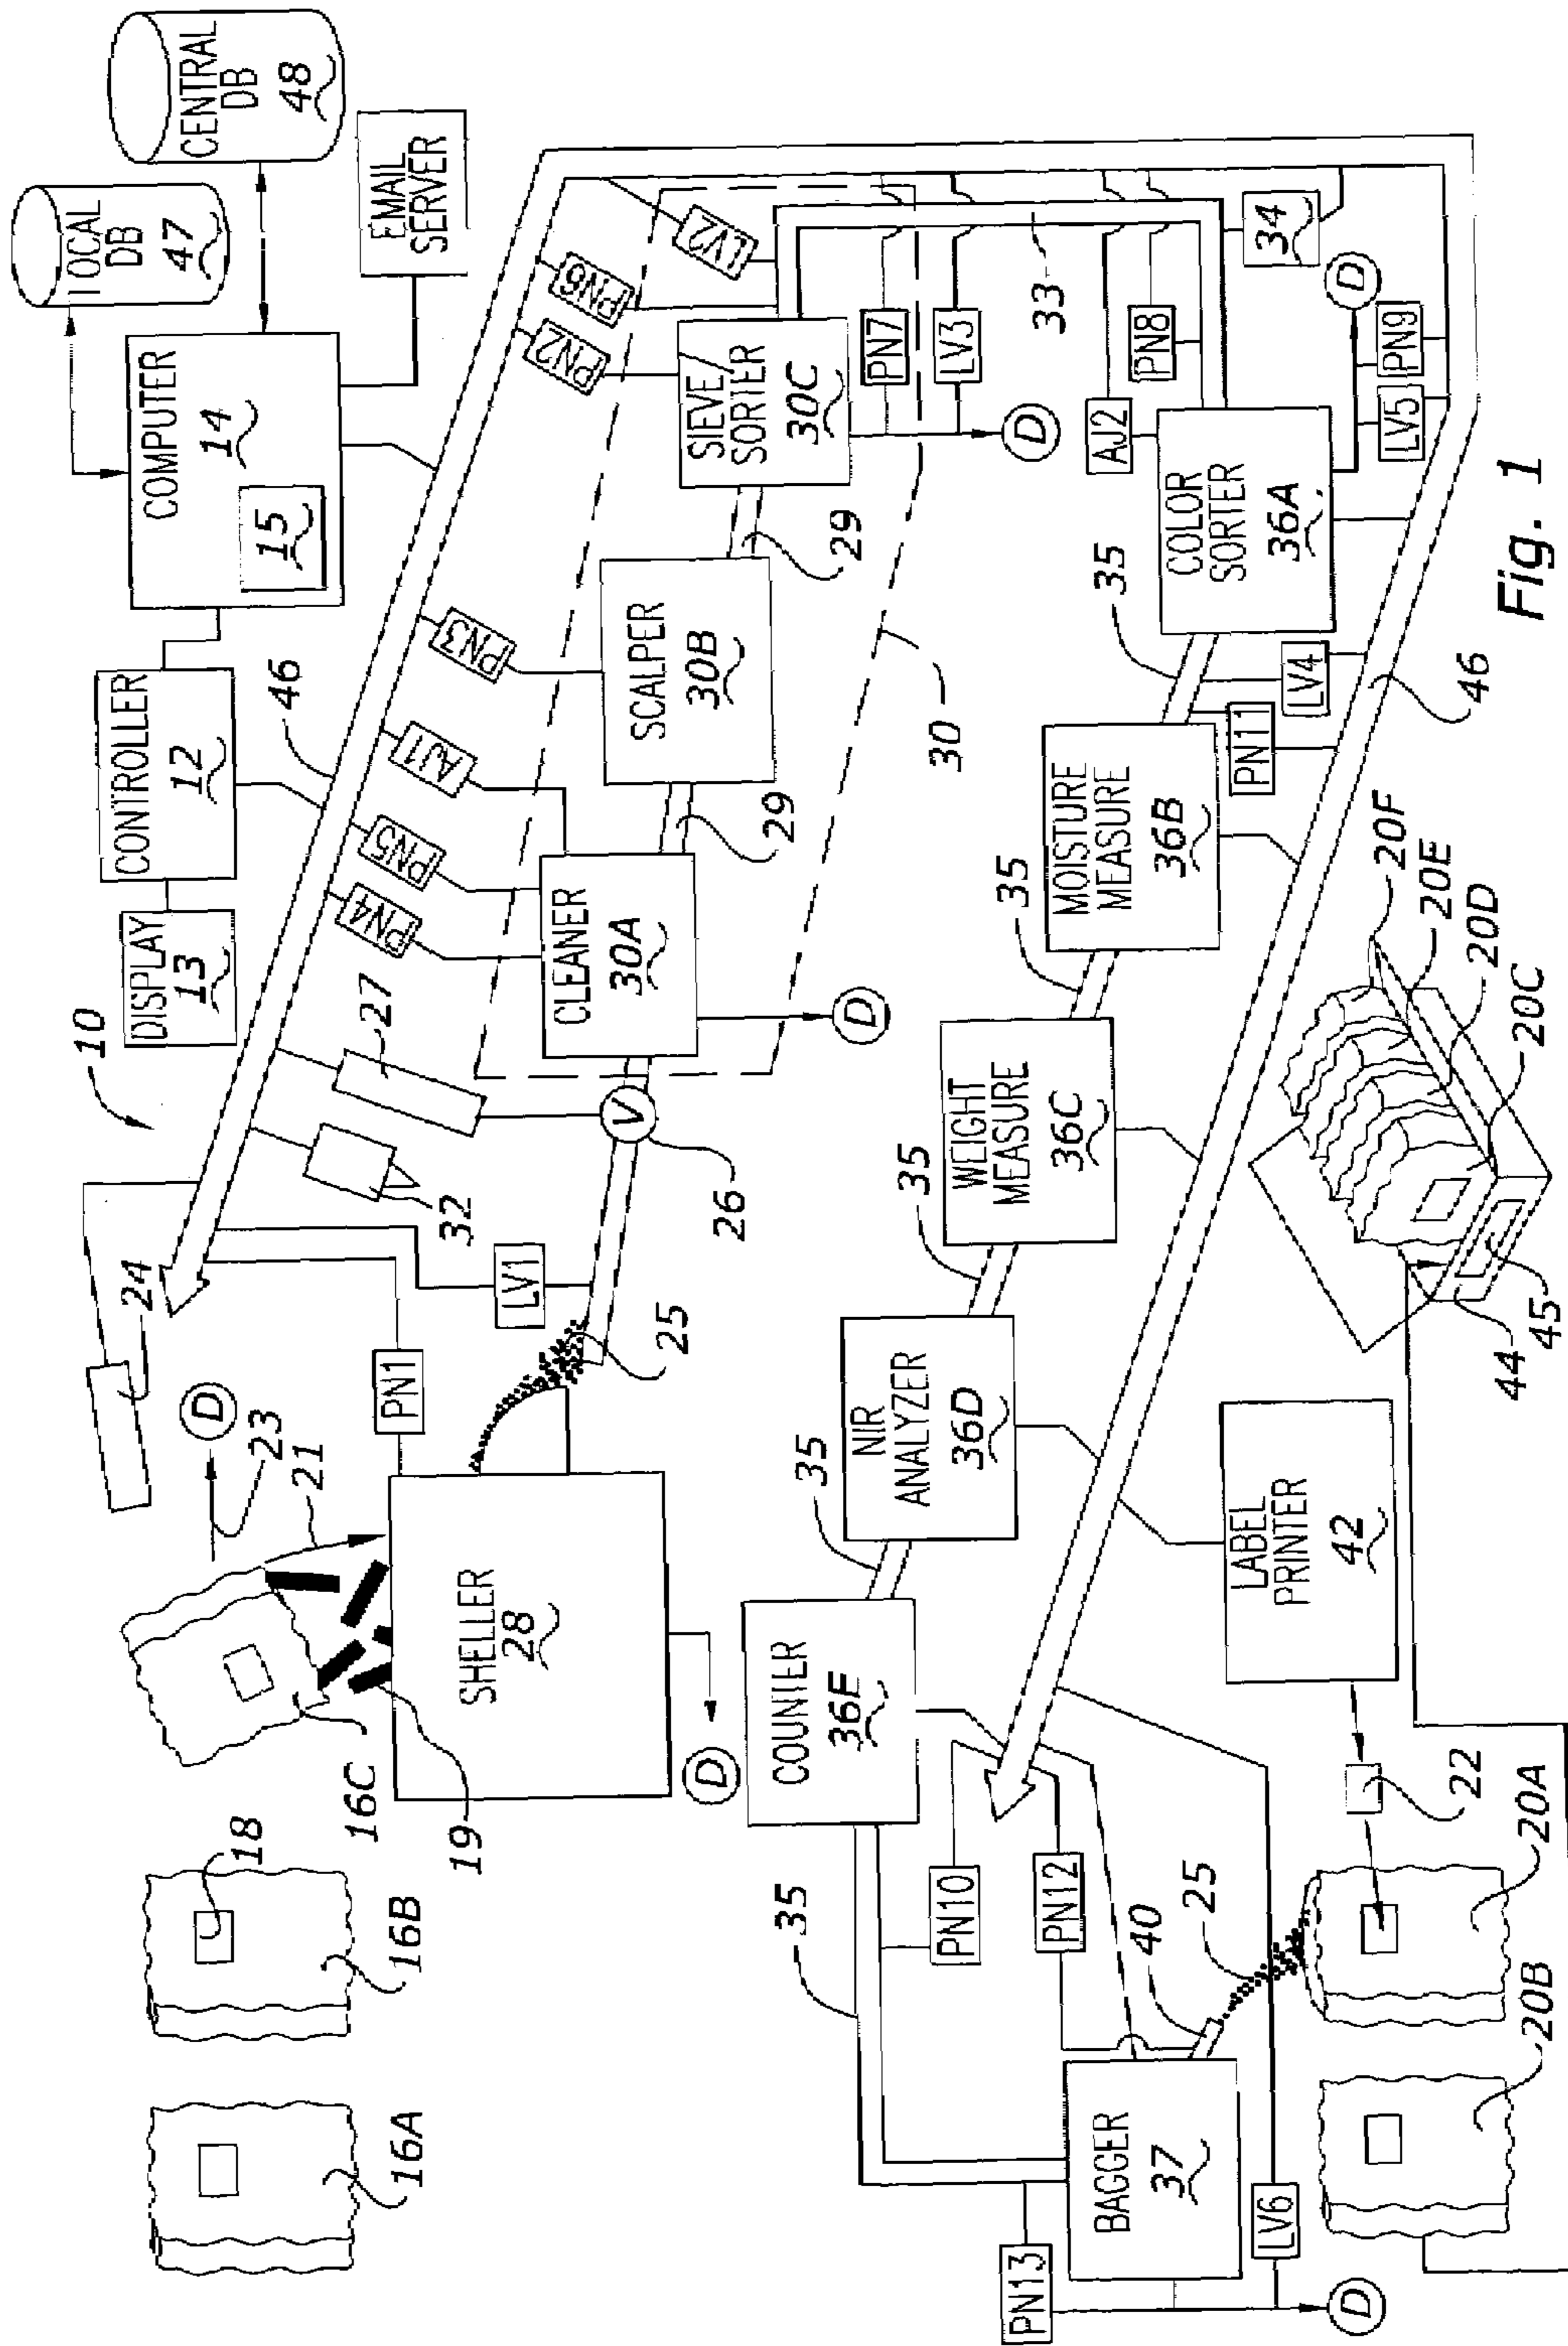 10
24
D
23
21
16A
16B
18
16C
19
SHELLER
28
D
PN1
LV1
25
32
27
26
V
DISPLAY
13
CONTROLLER
12
46
COMPUTER
14
15
LOCAL
DB
47
CENTRAL
DB
48
EMAIL
SERVER
PN4
PN5
AJ1
PN3
PN2
PN6
LV2
CLEANER
30A
D
29
SCALPER
30B
29
SIEVE
SORTER
30C
30
PN7
LV3
D
33
34
AJ2
PN8
COLOR
SORTER
36A
D
LV5
PN9
35
LV4
PN11
46
MOISTURE
MEASURE
36B
35
WEIGHT
MEASURE
36C
35
NIR
ANALYZER
36D
35
COUNTER
36E
35
PN10
PN12
BAGGER
37
40
25
PN13
LV6
D
LABEL
PRINTER
42
22
20A
20B
20C
20D
20E
20F
44
45
Fig. 1